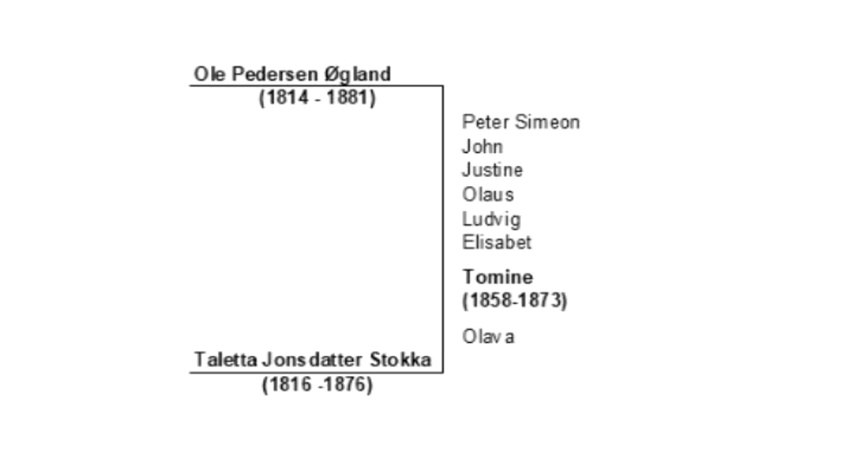 Ole Pedersen Øgland
(1814 - 1881)
Peter Simeon
John
Justine
Olaus
Ludvig
Elisabet
Tomine
(1858-1873)
Olava
Taletta Jonsdatter Stokka
(1816 -1876)